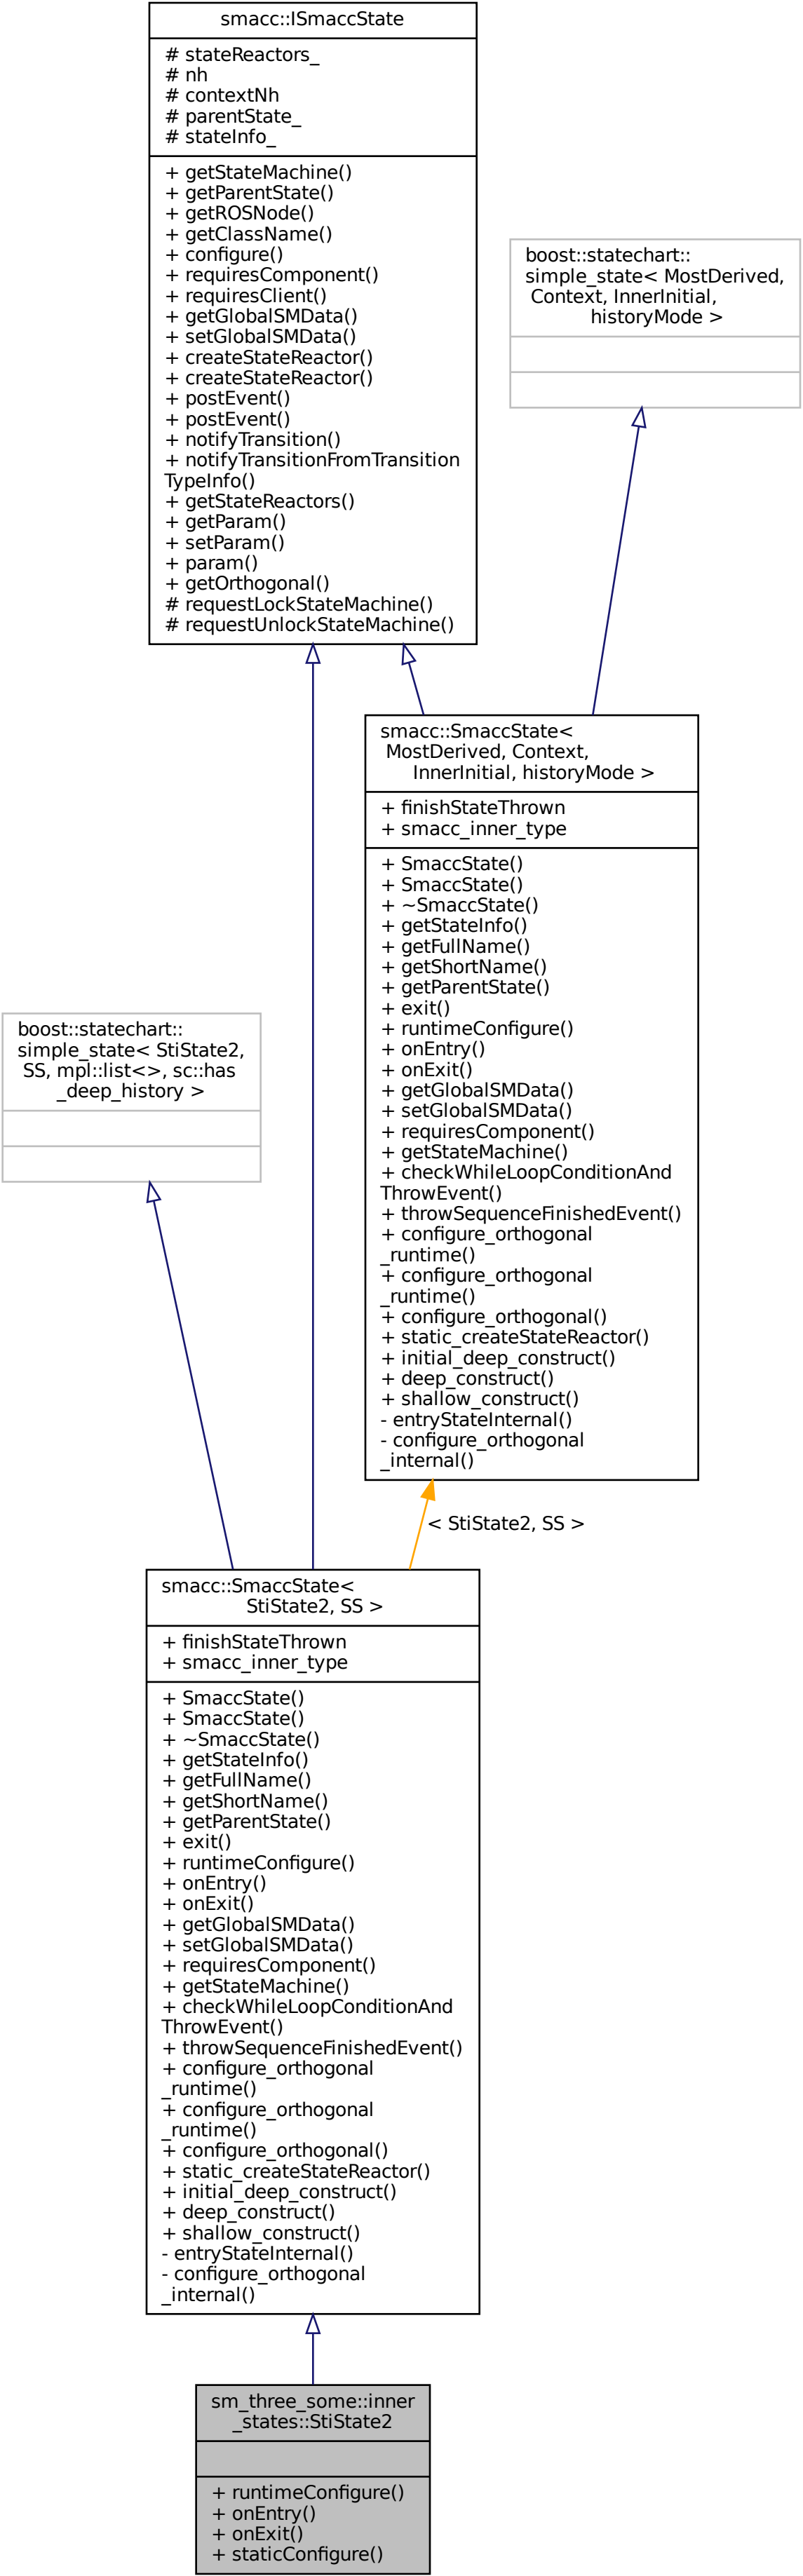 smacc::ISmaccState
# stateReactors_
# nh
# contextNh
# parentState_
# stateInfo_
+ getStateMachine()
+ getParentState()
+ getROSNode()
+ getClassName()
+ configure()
+ requiresComponent()
+ requiresClient()
+ getGlobalSMData()
+ setGlobalSMData()
+ createStateReactor()
+ createStateReactor()
+ postEvent()
+ postEvent()
+ notifyTransition()
+ notifyTransitionFromTransition
TypeInfo()
+ getStateReactors()
+ getParam()
+ setParam()
+ param()
+ getOrthogonal()
# requestLockStateMachine()
# requestUnlockStateMachine()
boost::statechart::
simple_state< MostDerived,
Context, InnerInitial,
historyMode >
smacc::SmaccState<
MostDerived, Context,
InnerInitial, historyMode >
+ finishStateThrown
+ smacc_inner_type
+ SmaccState()
+ SmaccState()
+ ~SmaccState()
+ getStateInfo()
+ getFullName()
+ getShortName()
+ getParentState()
+ exit()
+ runtimeConfigure()
+ onEntry()
+ onExit()
+ getGlobalSMData()
+ setGlobalSMData()
+ requiresComponent()
+ getStateMachine()
+ checkWhileLoopConditionAnd
ThrowEvent()
+ throwSequenceFinishedEvent()
+ configure_orthogonal
_runtime()
+ configure_orthogonal
_runtime()
+ configure_orthogonal()
+ static_createStateReactor()
+ initial_deep_construct()
+ deep_construct()
+ shallow_construct()
- entryStateInternal()
- configure_orthogonal
_internal()
boost::statechart::
simple_state< StiState2,
SS, mpl::list<>, sc::has
_deep_history >
< StiState2, SS >
smacc::SmaccState<
StiState2, SS >
+ finishStateThrown
+ smacc_inner_type
+ SmaccState()
+ SmaccState()
+ ~SmaccState()
+ getStateInfo()
+ getFullName()
+ getShortName()
+ getParentState()
+ exit()
+ runtimeConfigure()
+ onEntry()
+ onExit()
+ getGlobalSMData()
+ setGlobalSMData()
+ requiresComponent()
+ getStateMachine()
+ checkWhileLoopConditionAnd
ThrowEvent()
+ throwSequenceFinishedEvent()
+ configure_orthogonal
_runtime()
+ configure_orthogonal
_runtime()
+ configure_orthogonal()
+ static_createStateReactor()
+ initial_deep_construct()
+ deep_construct()
+ shallow_construct()
- entryStateInternal()
- configure_orthogonal
_internal()
sm_three_some::inner
_states::StiState2
+ runtimeConfigure()
+ onEntry()
+ onExit()
+ staticConfigure()